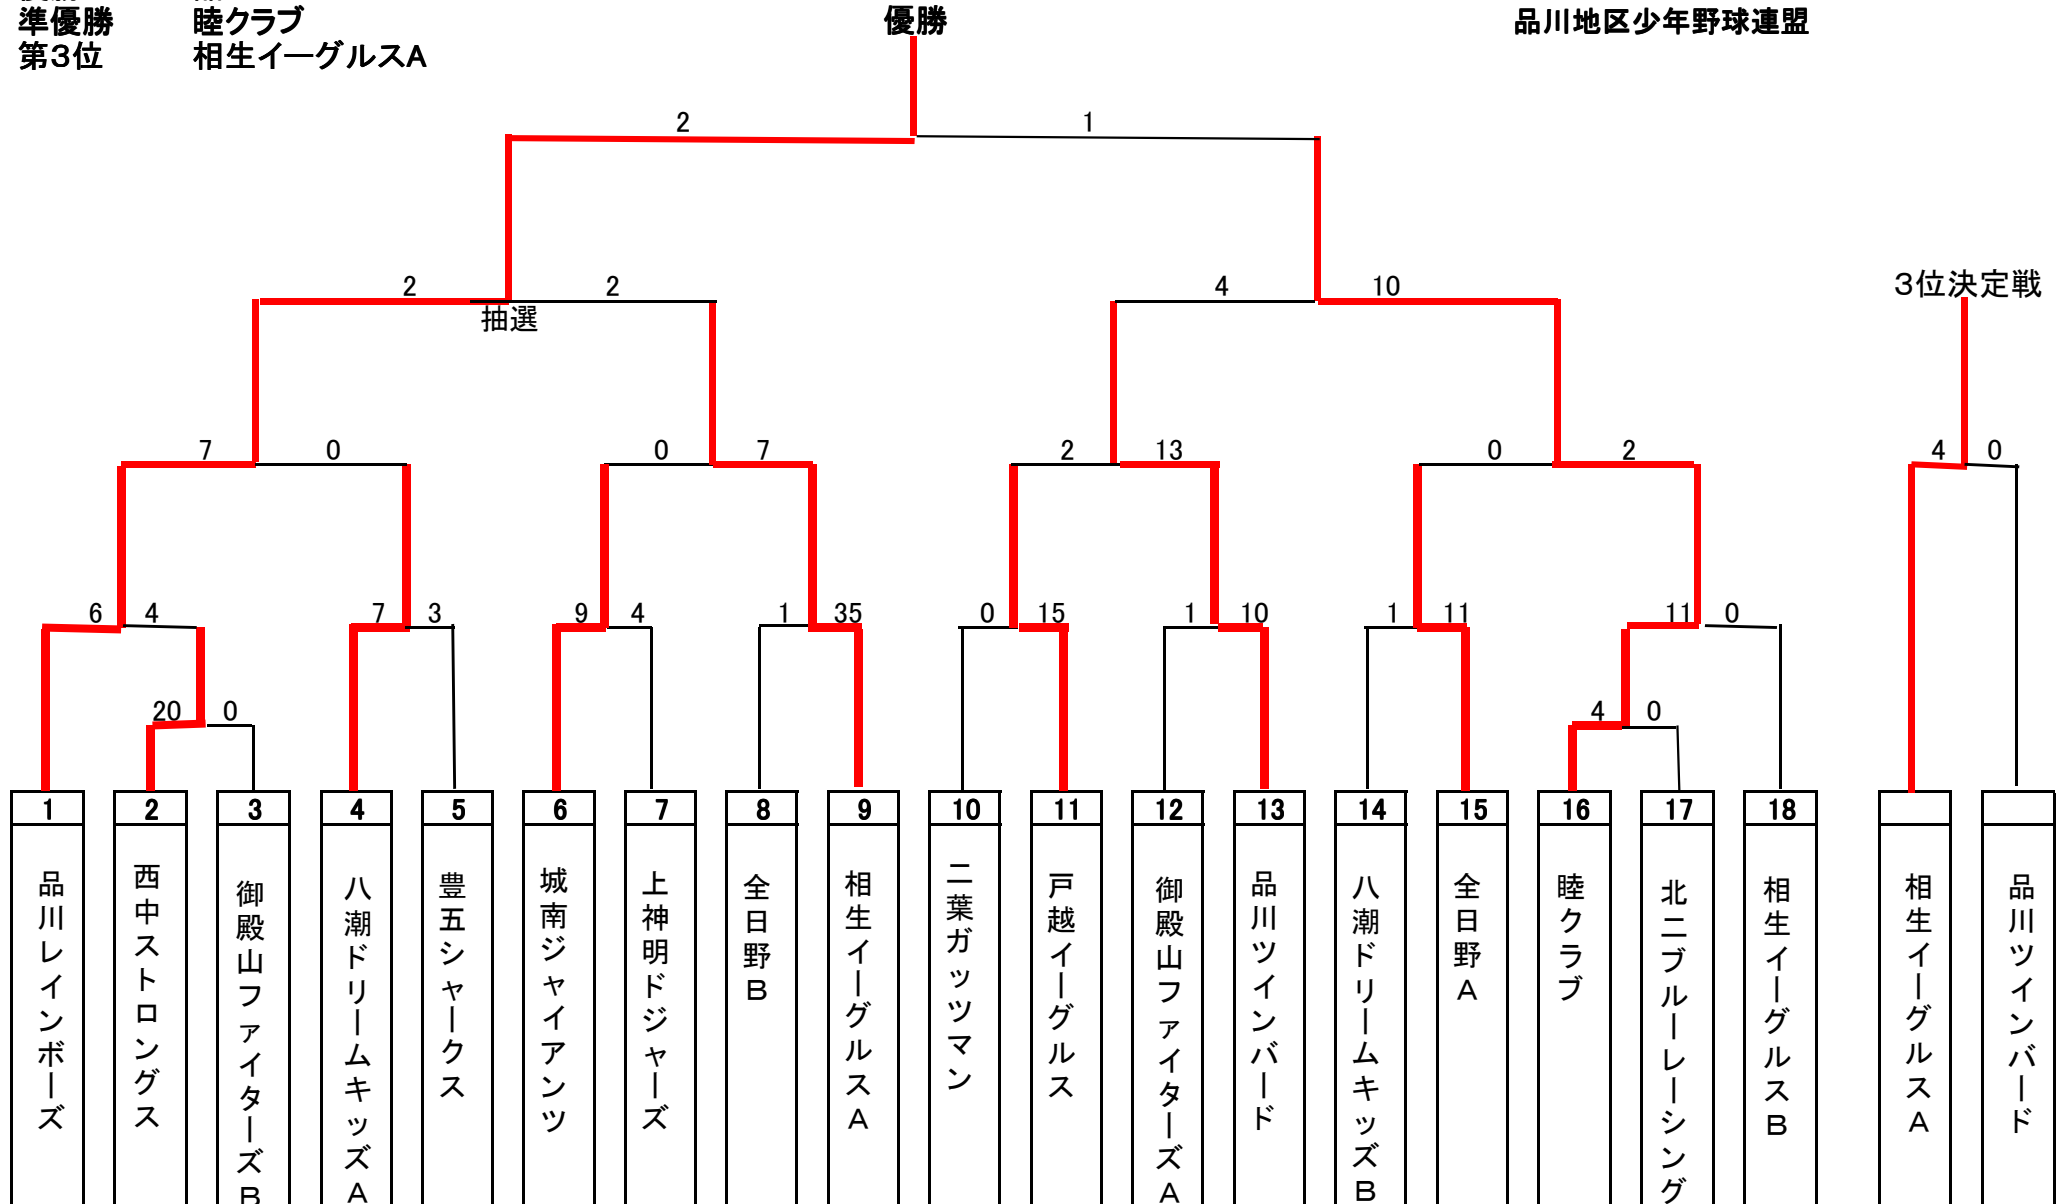 準優勝 睦クラブ
第3位 相生イーグルスA
優勝
品川地区少年野球連盟
2 1
2 2 4 10
抽選
3位決定戦
7 0 0 7 2 13 0 2 4 0
6 4 7 3 9 4 1 35 0 15 1 10 1 11 11 0
20 0 4 0
1 2 3 4 5 6 7 8 9 10 11 12 13 14 15 16 17 18
品川レインボーズ
西中ストロングス
御殿山ファイターズB
八潮ドリームキッズA
豊五シャークス
城南ジャイアンツ
上神明ドジャーズ
全日野B
相生イーグルスA
二葉ガッツマン
戸越イーグルス
御殿山ファイターズA
品川ツインバード
八潮ドリームキッズB
全日野A
睦クラブ
北二ブルーレーシング
相生イーグルスB
相生イーグルスA
品川ツインバード